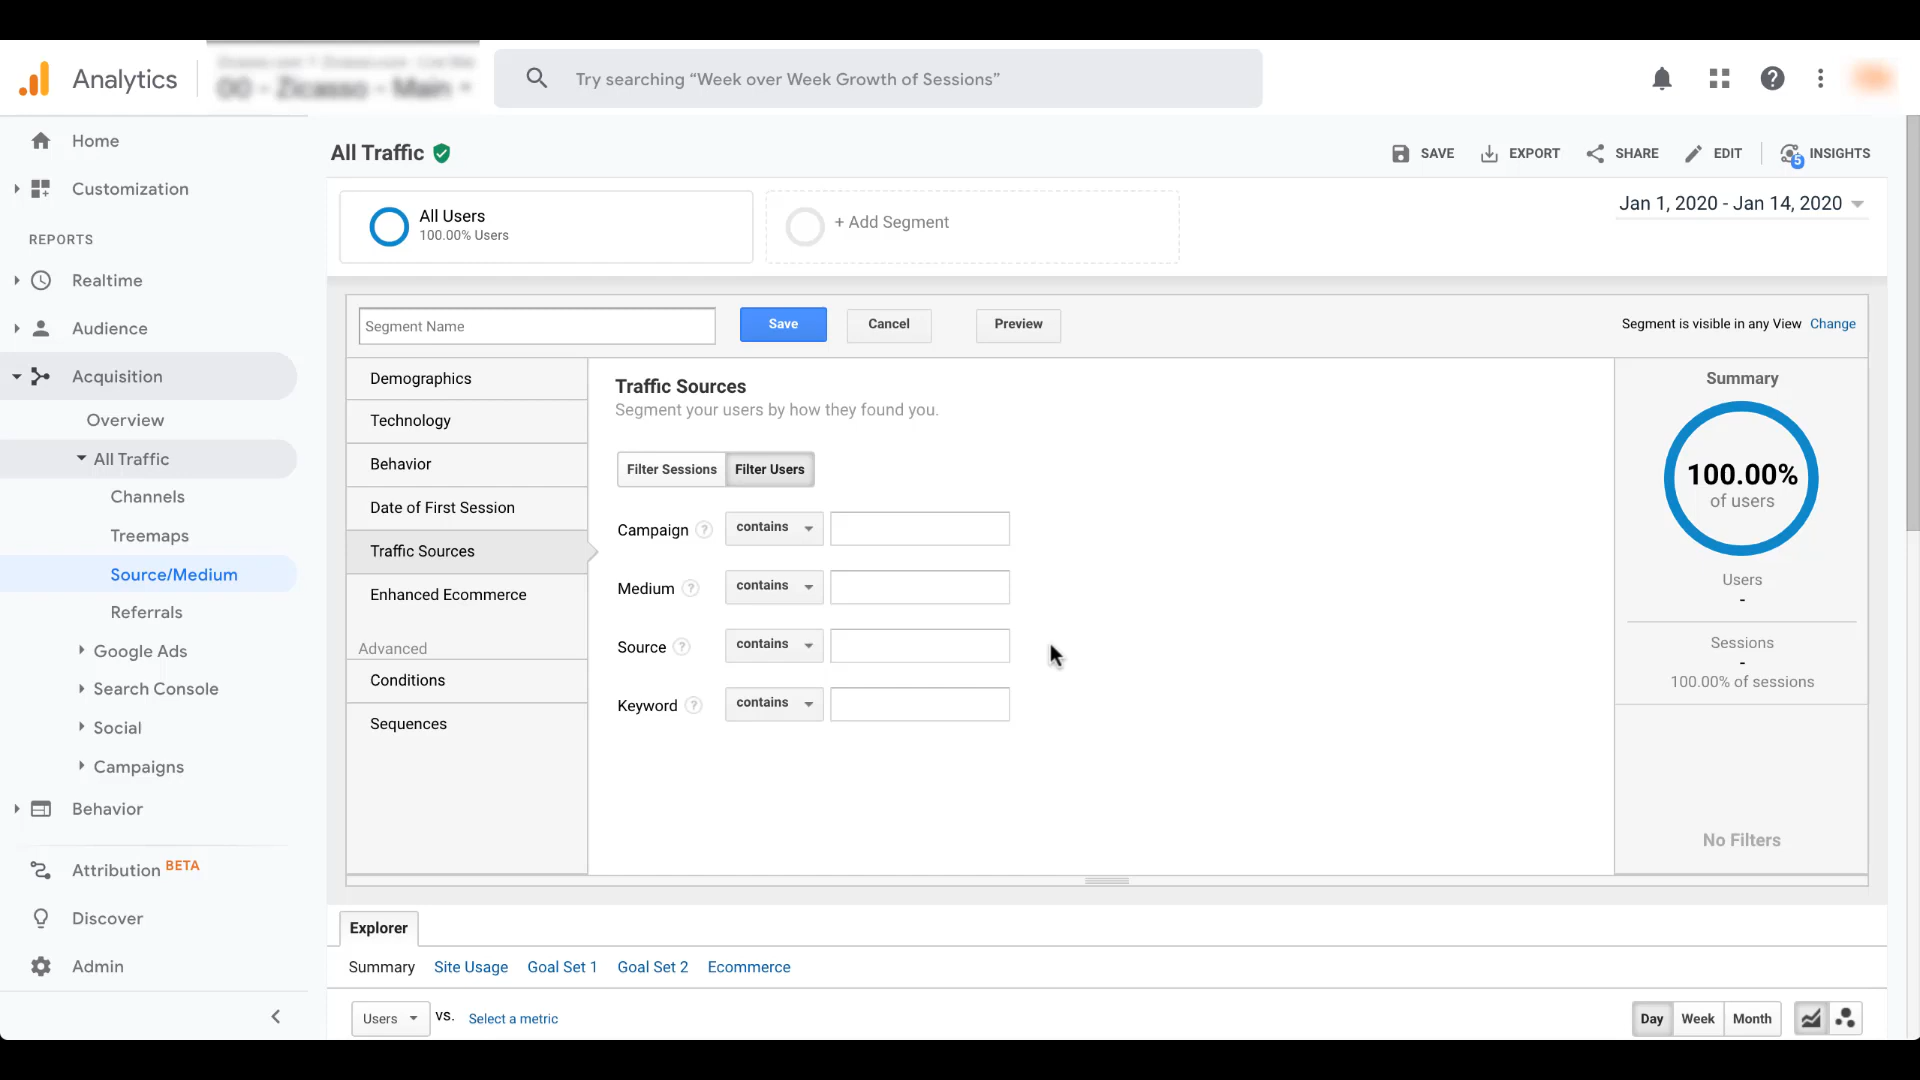 Analytics
Try searching “Week over Week Growth of Sessions”
Home
Customization
REPORTS
Realtime
Audience
Acquisition
Overview
All Traffic
Channels
Treemaps
Source/Medium
Referrals
Google Ads
Search Console
Social
Campaigns
Behavior
Attribution BETA
Discover
Admin
All Traffic
SAVE
EXPORT
SHARE
EDIT
5
INSIGHTS
All Users
100.00% Users
+ Add Segment
Jan 1, 2020 - Jan 14, 2020
Segment Name
Save
Cancel
Preview
Segment is visible in any View Change
Demographics
Technology
Behavior
Date of First Session
Traffic Sources
Enhanced Ecommerce
Advanced
Conditions
Sequences
Traffic Sources
Segment your users by how they found you.
Filter Sessions Filter Users
Campaign ? contains
Medium ? contains
Source ? contains
Keyword ? contains
Summary
100.00%
of users
Users
-
Sessions
-
100.00% of sessions
No Filters
Explorer
Summary Site Usage Goal Set 1 Goal Set 2 Ecommerce
Users vs. Select a metric
Day Week Month